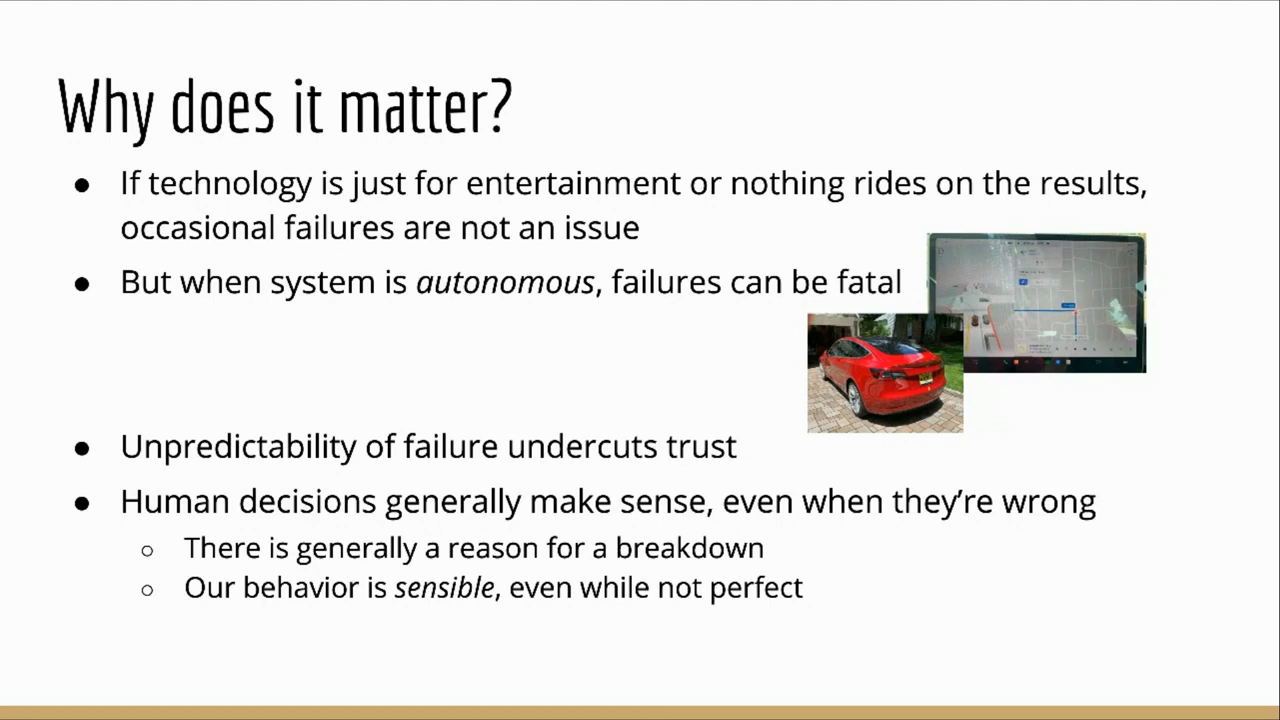 Why does it matter?
● If technology is just for entertainment or nothing rides on the results,
occasional failures are not an issue
● But when system is autonomous, failures can be fatal
● Unpredictability of failure undercuts trust
● Human decisions generally make sense, even when they’re wrong
○ There is generally a reason for a breakdown
○ Our behavior is sensible, even while not perfect